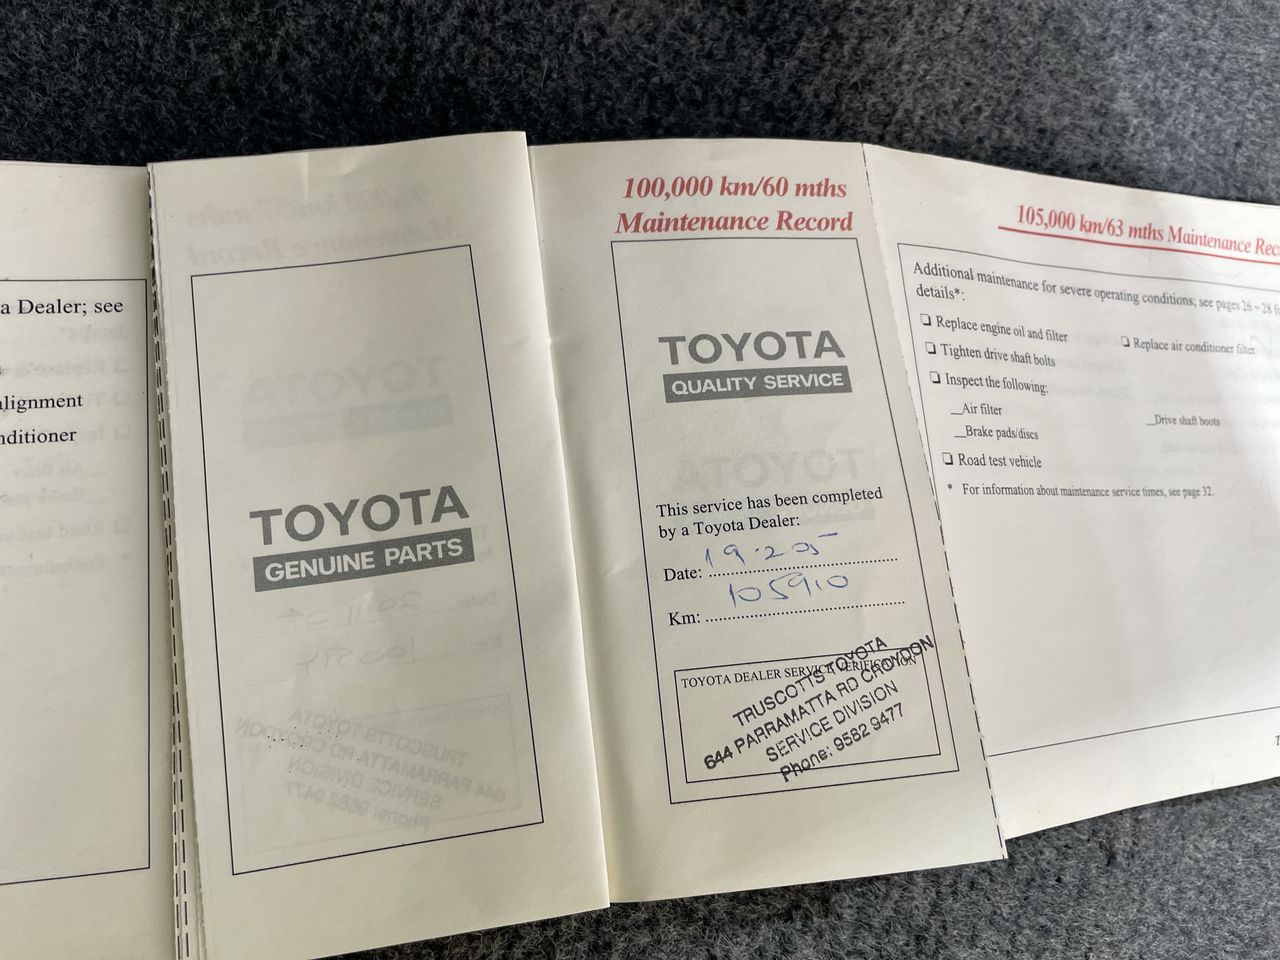 a Dealer; see
lignment
nditioner
TOYOTA
GENUINE PARTS
100,000 km/60 mths
Maintenance Record
TOYOTA
QUALITY SERVICE
This service has been completed
by a Toyota Dealer:
Date: 19.2.05
Km: 105910
TOYOTA DEALER SERVICE VERIFICATION
TRUSCOTTS TOYOTA
644 PARRAMATTA RD CROYDON
SERVICE DIVISION
Phone: 9582 9477
105,000 km/63 mths Maintenance Rec
Additional maintenance for severe operating conditions; see pages 26 – 28 fo
details*:
❏ Replace engine oil and filter
❏ Replace air conditioner filter
❏ Tighten drive shaft bolts
❏ Inspect the following:
__Air filter
__Drive shaft boots
__Brake pads/discs
❏ Road test vehicle
* For information about maintenance service times, see page 32.